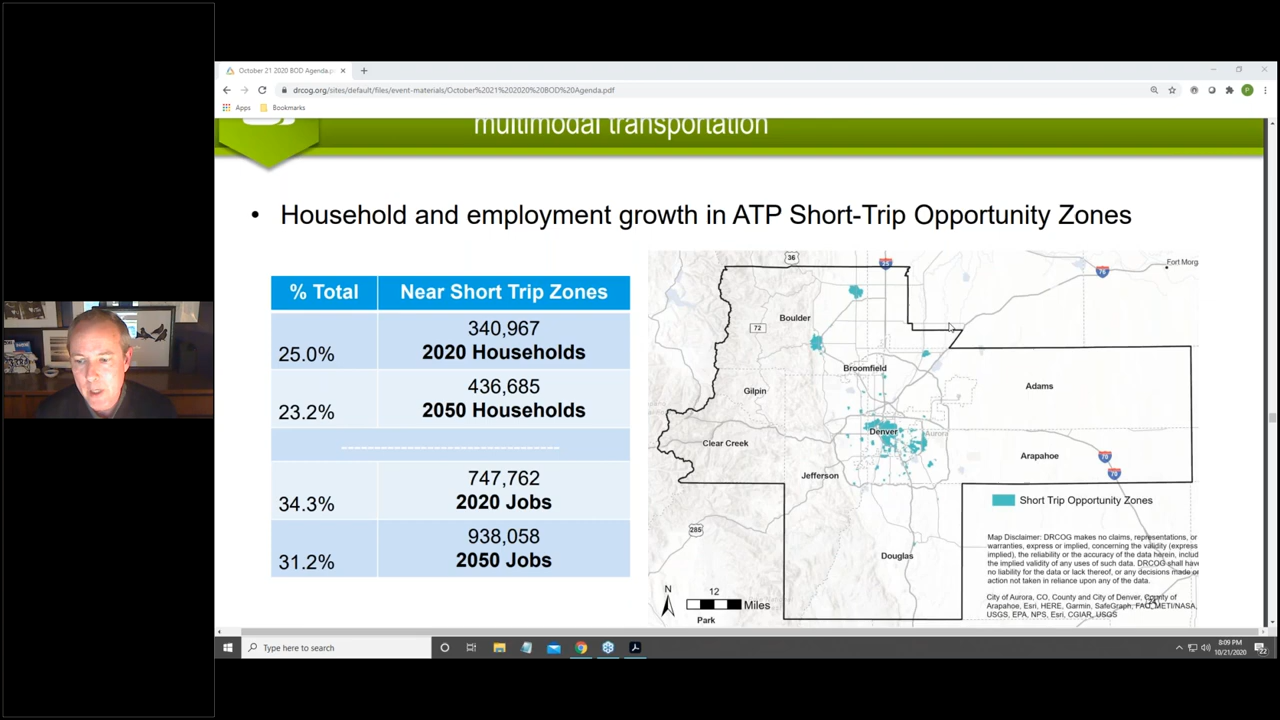 October 21 2020 BOD Agenda.p
drcog.org/sites/default/files/event-materials/October%2021%202020%20BOD%20Agenda.pdf
Apps Bookmarks
multimodal transportation
• Household and employment growth in ATP Short-Trip Opportunity Zones
% Total Near Short Trip Zones
340,967
25.0% 2020 Households
436,685
23.2% 2050 Households
747,762
34.3% 2020 Jobs
938,058
31.2% 2050 Jobs
36
25
76
Fort Morg
Boulder
72
Broomfield
Gilpin
Adams
Denver
Aurora
Clear Creek
Arapahoe
70
70
Jefferson
Short Trip Opportunity Zones
285
Douglas
Map Disclaimer: DRCOG makes no claims, representations, or
warranties, express or implied, concerning the validity (express
implied), the reliability or the accuracy of the data herein, includ
the implied validity of any uses of such data. DRCOG shall have
no liability for the data or lack thereof, or any decisions made or
action not taken in reliance upon any of the data.
City of Aurora, CO, County and City of Denver, County of
Arapahoe, Esri, HERE, Garmin, SafeGraph, FAO, METI/NASA,
USGS, EPA, NPS, Esri, CGIAR, USGS
N
12
Miles
Park
Type here to search
8:09 PM
10/21/2020
22